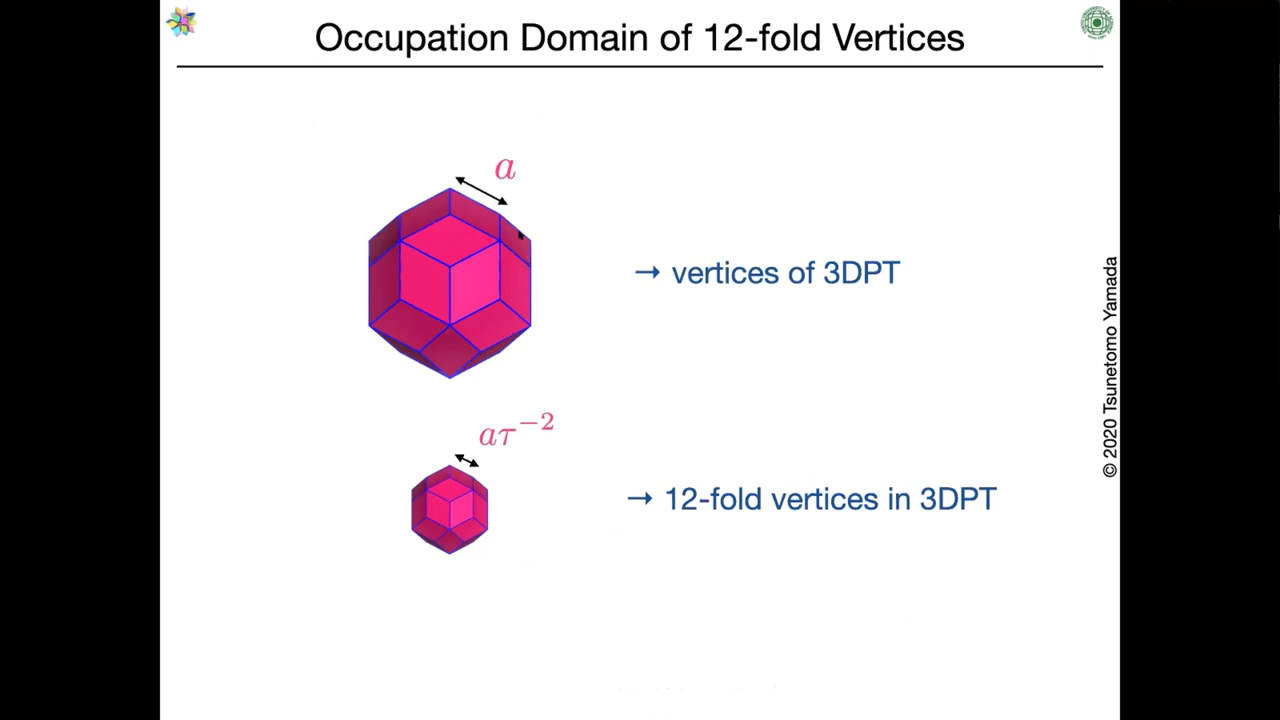 Occupation Domain of 12-fold Vertices
a
→ vertices of 3DPT
aτ⁻²
→ 12-fold vertices in 3DPT
© 2020 Tsunetomo Yamada